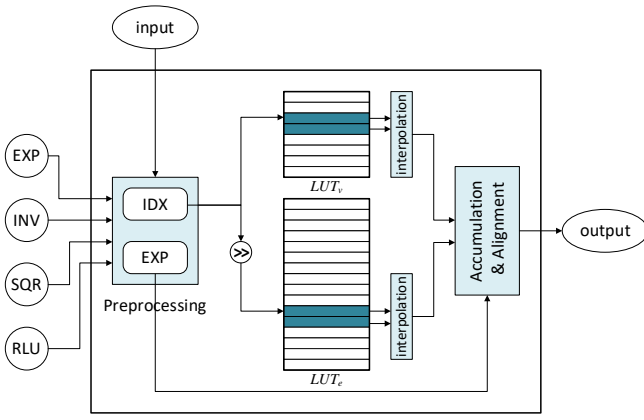 input
EXP
INV
SQR
RLU
IDX
EXP
Preprocessing
>>
LUTv
interpolation
LUTe
interpolation
Accumulation
& Alignment
output